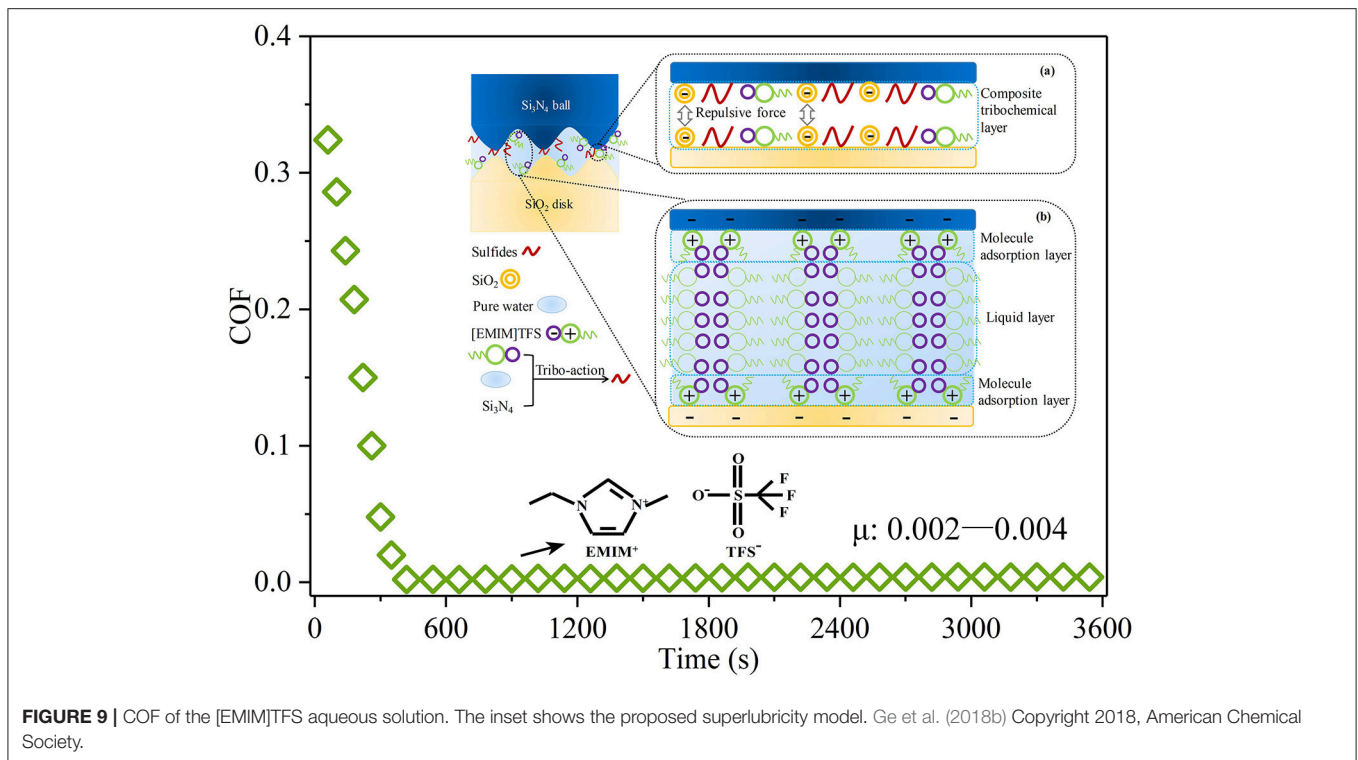 0.4
0.3
0.2
0.1
0.0
COF
0
600
1200
1800
2400
3000
3600
Time (s)
Si₃N₄ ball
SiO₂ disk
Sulfides
SiO₂
Pure water
[EMIM]TFS
- +
Tribo-action
Si₃N₄
(a)
- - -
Repulsive force
- - -
Composite
tribochemical
layer
(b)
- - - - - -
+ + + + + +
Molecule
adsorption layer
Liquid layer
Molecule
adsorption layer
+ + + + + +
- - - - - -
N N⁺
EMIM⁺
O
O⁻ S F
F
F
O
TFS⁻
μ: 0.002—0.004
FIGURE 9 | COF of the [EMIM]TFS aqueous solution. The inset shows the proposed superlubricity model. Ge et al. (2018b) Copyright 2018, American Chemical
Society.